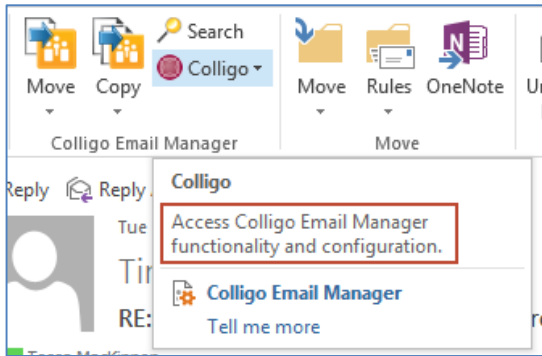 Search
Colligo
Move Copy Move Rules OneNote
Colligo Email Manager Move
Reply Reply
Colligo
Tue
Access Colligo Email Manager
functionality and configuration.
Colligo Email Manager
RE:
Tell me more